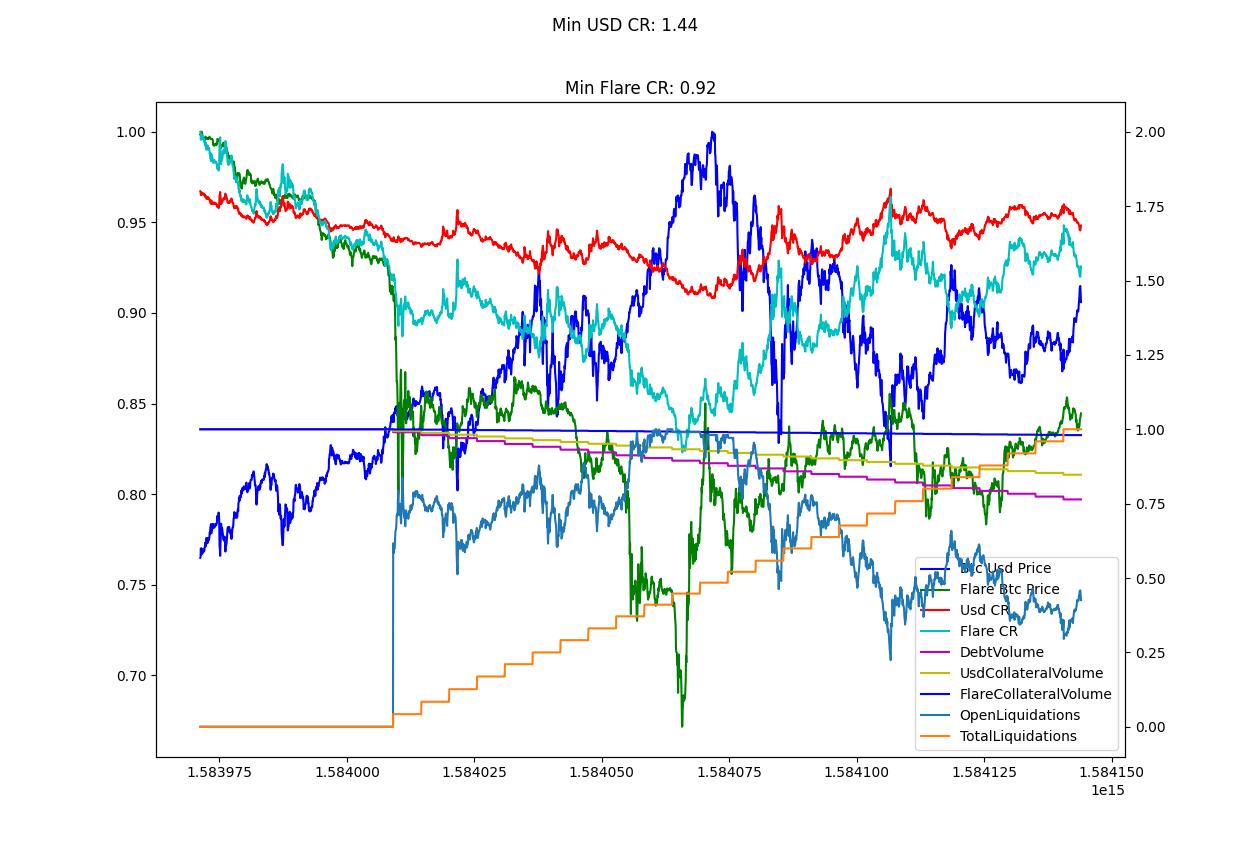 Min USD CR: 1.44
Min Flare CR: 0.92
1.00
0.95
0.90
0.85
0.80
0.75
0.70
2.00
1.75
1.50
1.25
1.00
0.75
0.50
0.25
0.00
Btc Usd Price
Flare Btc Price
Usd CR
Flare CR
DebtVolume
UsdCollateralVolume
FlareCollateralVolume
OpenLiquidations
TotalLiquidations
1.583975 1.584000 1.584025 1.584050 1.584075 1.584100 1.584125 1.584150
1e15